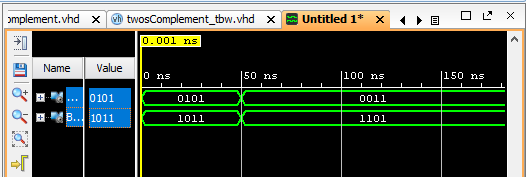 omplement.vhd twosComplement_tbw.vhd Untitled 1*
0.001 ns
Name Value 0 ns 50 ns 100 ns 150 ns
... 0101 0101 0011
B... 1011 1011 1101